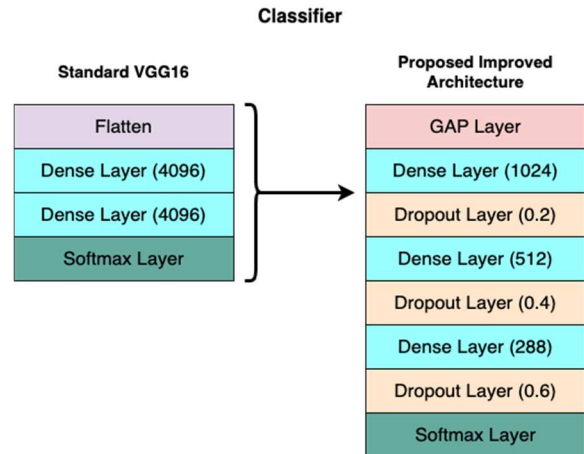 Classifier
Standard VGG16
Flatten
Dense Layer (4096)
Dense Layer (4096)
Softmax Layer
Proposed Improved
Architecture
GAP Layer
Dense Layer (1024)
Dropout Layer (0.2)
Dense Layer (512)
Dropout Layer (0.4)
Dense Layer (288)
Dropout Layer (0.6)
Softmax Layer